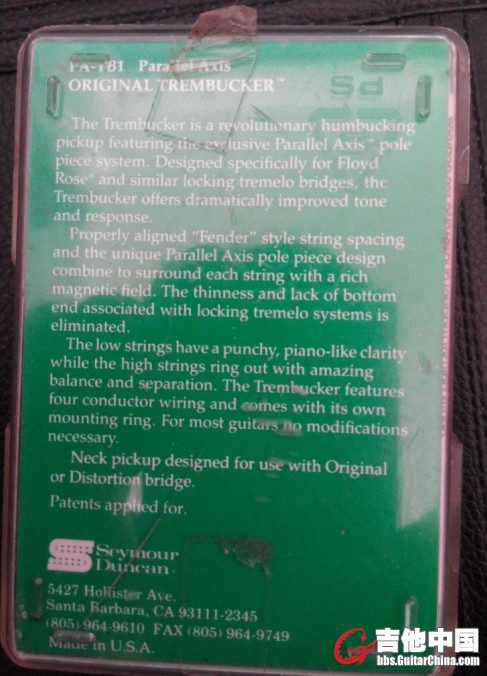 PA-TB1 Parallel Axis
ORIGINAL TREMBUCKER™
The Trembucker is a revolutionary humbucking
pickup featuring the exclusive Parallel Axis™ pole
piece system. Designed specifically for Floyd
Rose® and similar locking tremelo bridges, the
Trembucker offers dramatically improved tone
and response.
Properly aligned "Fender" style string spacing
and the unique Parallel Axis pole piece design
combine to surround each string with a rich
magnetic field. The thinness and lack of bottom
end associated with locking tremelo systems is
eliminated.
The low strings have a punchy, piano-like clarity
while the high strings ring out with amazing
balance and separation. The Trembucker features
four conductor wiring and comes with its own
mounting ring. For most guitars no modifications
necessary.
Neck pickup designed for use with Original
or Distortion bridge.
Patents applied for.
Seymour
Duncan
5427 Hollister Ave.
Santa Barbara, CA 93111-2345
(805) 964-9610 FAX (805) 964-9749
Made in U.S.A.
吉他中国
bbs.GuitarChina.com